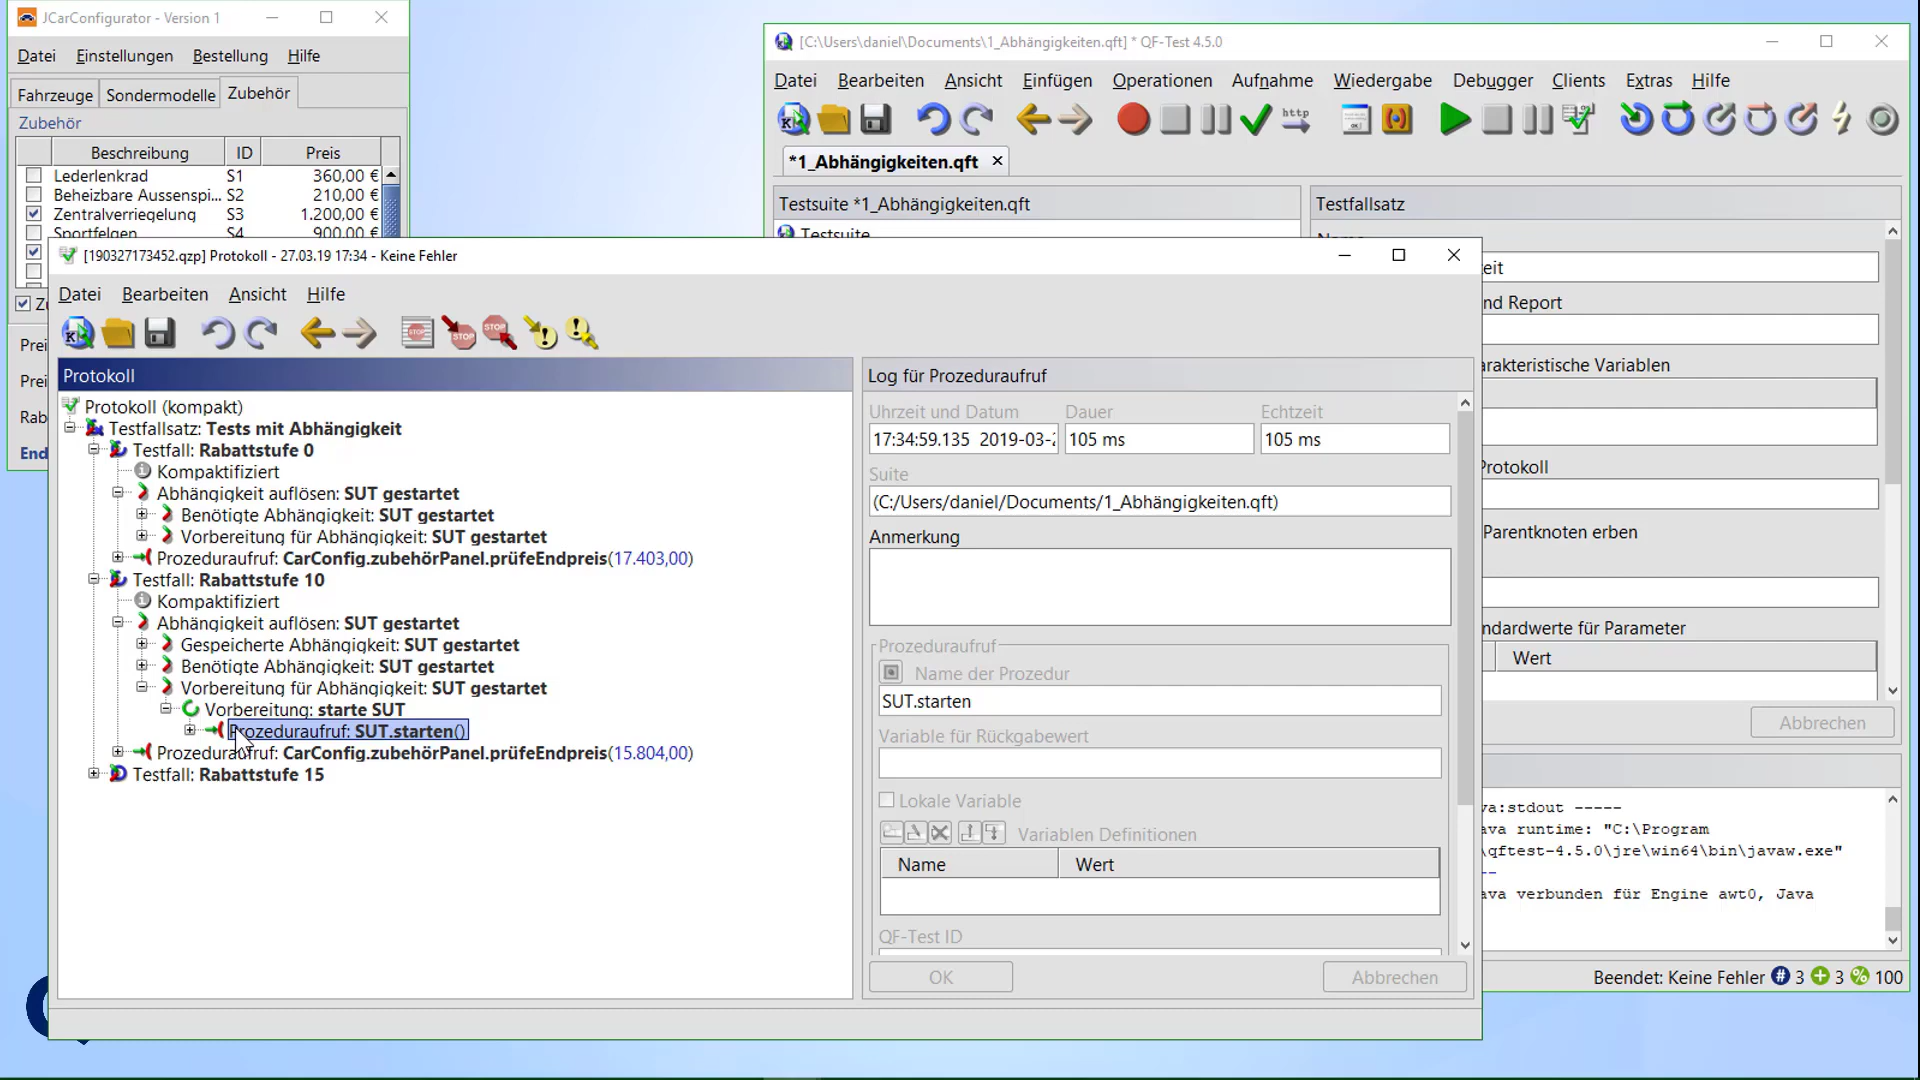 JCarConfigurator - Version 1
Datei Einstellungen Bestellung Hilfe
Fahrzeuge Sondermodelle Zubehör
Zubehör
Beschreibung ID Preis
Lederlenkrad S1 360,00 €
Beheizbare Aussenspi... S2 210,00 €
Zentralverriegelung S3 1.200,00 €
Sportfelgen S4 900,00 €
Prei
Prei
Rab
End
[C:\Users\daniel\Documents\1_Abhängigkeiten.qft] * QF-Test 4.5.0
Datei Bearbeiten Ansicht Einfügen Operationen Aufnahme Wiedergabe Debugger Clients Extras Hilfe
http
*1_Abhängigkeiten.qft
Testsuite *1_Abhängigkeiten.qft
Testsuite
Testfallsatz
eit
nd Report
arakteristische Variablen
Protokoll
Parentknoten erben
ndardwerte für Parameter
Wert
Abbrechen
va:stdout -----
ava runtime: "C:\Program
\qftest-4.5.0\jre\win64\bin\javaw.exe"
--
ava verbunden für Engine awt0, Java
Beendet: Keine Fehler # 3 3 % 100
[190327173452.qzp] Protokoll - 27.03.19 17:34 - Keine Fehler
Datei Bearbeiten Ansicht Hilfe
Protokoll
Protokoll (kompakt)
Testfallsatz: Tests mit Abhängigkeit
Testfall: Rabattstufe 0
Kompaktifiziert
Abhängigkeit auflösen: SUT gestartet
Benötigte Abhängigkeit: SUT gestartet
Vorbereitung für Abhängigkeit: SUT gestartet
Prozeduraufruf: CarConfig.zubehörPanel.prüfeEndpreis(17.403,00)
Testfall: Rabattstufe 10
Kompaktifiziert
Abhängigkeit auflösen: SUT gestartet
Gespeicherte Abhängigkeit: SUT gestartet
Benötigte Abhängigkeit: SUT gestartet
Vorbereitung für Abhängigkeit: SUT gestartet
Vorbereitung: starte SUT
Prozeduraufruf: SUT.starten()
Prozeduraufruf: CarConfig.zubehörPanel.prüfeEndpreis(15.804,00)
Testfall: Rabattstufe 15
Log für Prozeduraufruf
Uhrzeit und Datum Dauer Echtzeit
17:34:59.135 2019-03- 105 ms 105 ms
Suite
(C:/Users/daniel/Documents/1_Abhängigkeiten.qft)
Anmerkung
Prozeduraufruf
Name der Prozedur
SUT.starten
Variable für Rückgabewert
Lokale Variable
Variablen Definitionen
Name Wert
QF-Test ID
OK Abbrechen